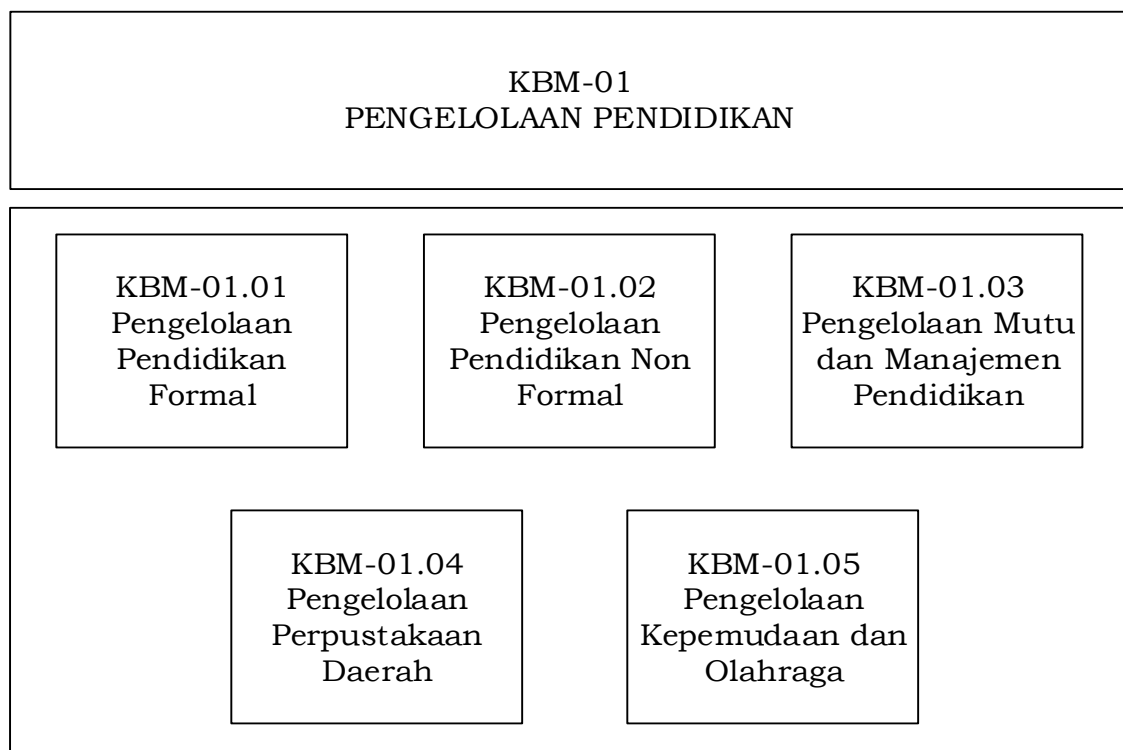 KBM-01
PENGELOLAAN PENDIDIKAN
KBM-01.01
Pengelolaan
Pendidikan
Formal
KBM-01.02
Pengelolaan
Pendidikan Non
Formal
KBM-01.03
Pengelolaan Mutu
dan Manajemen
Pendidikan
KBM-01.04
Pengelolaan
Perpustakaan
Daerah
KBM-01.05
Pengelolaan
Kepemudaan dan
Olahraga